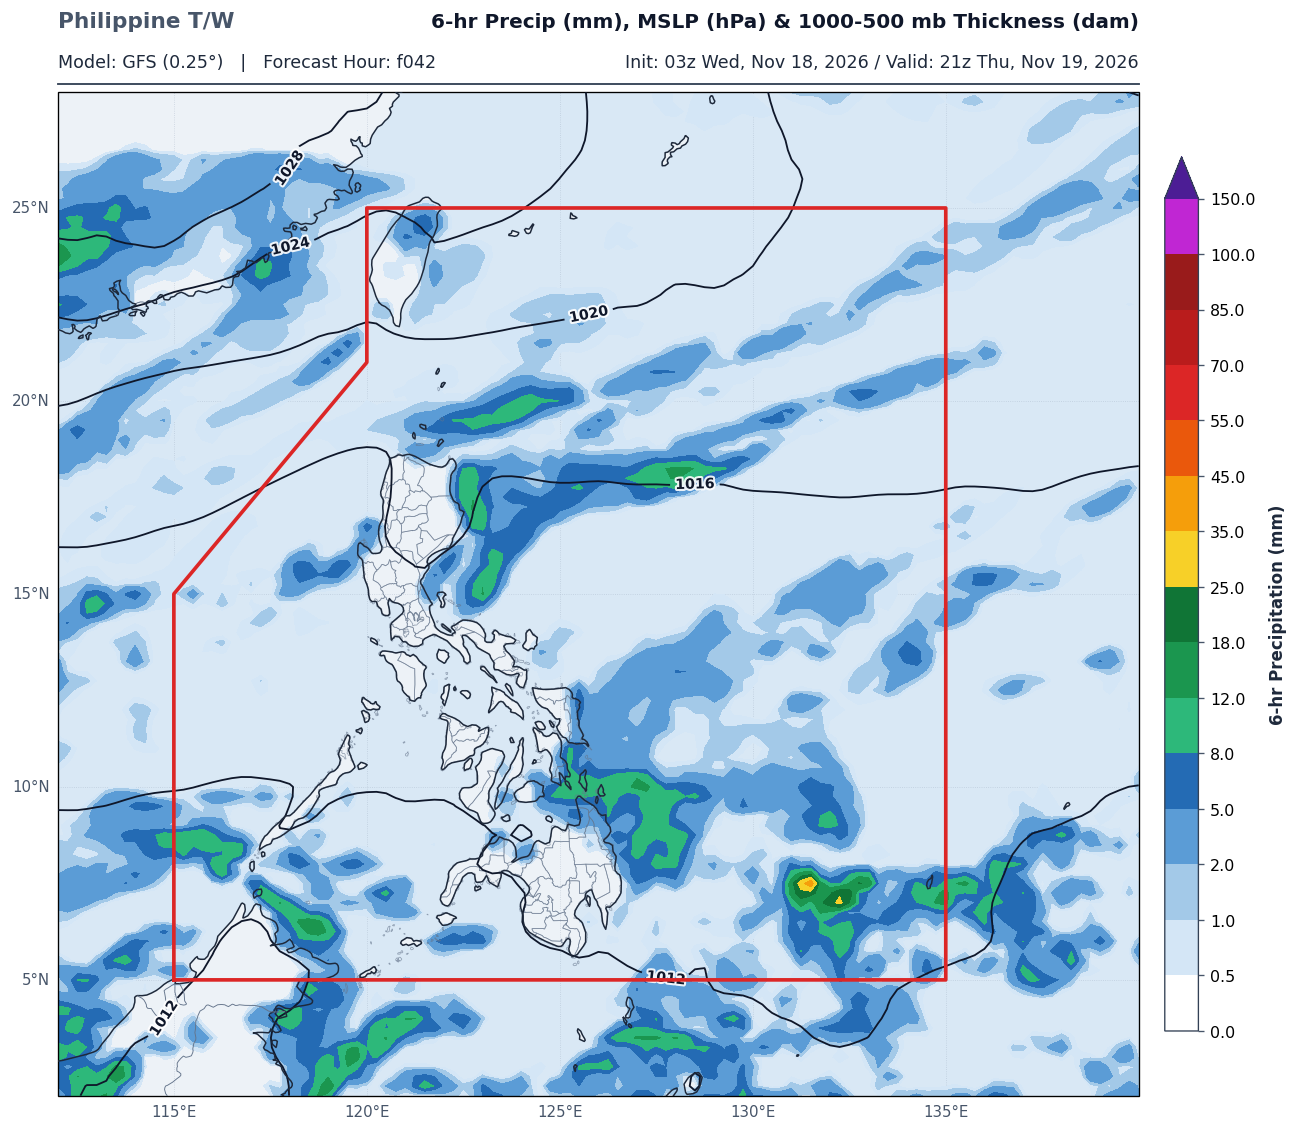 Philippine T/W
6-hr Precip (mm), MSLP (hPa) & 1000-500 mb Thickness (dam)
Model: GFS (0.25°) | Forecast Hour: f042
Init: 03z Wed, Nov 18, 2026 / Valid: 21z Thu, Nov 19, 2026
1028
1024
1020
1016
1012
1012
25°N
20°N
15°N
10°N
5°N
115°E
120°E
125°E
130°E
135°E
150.0
100.0
85.0
70.0
55.0
45.0
35.0
25.0
18.0
12.0
8.0
5.0
2.0
1.0
0.5
0.0
6-hr Precipitation (mm)